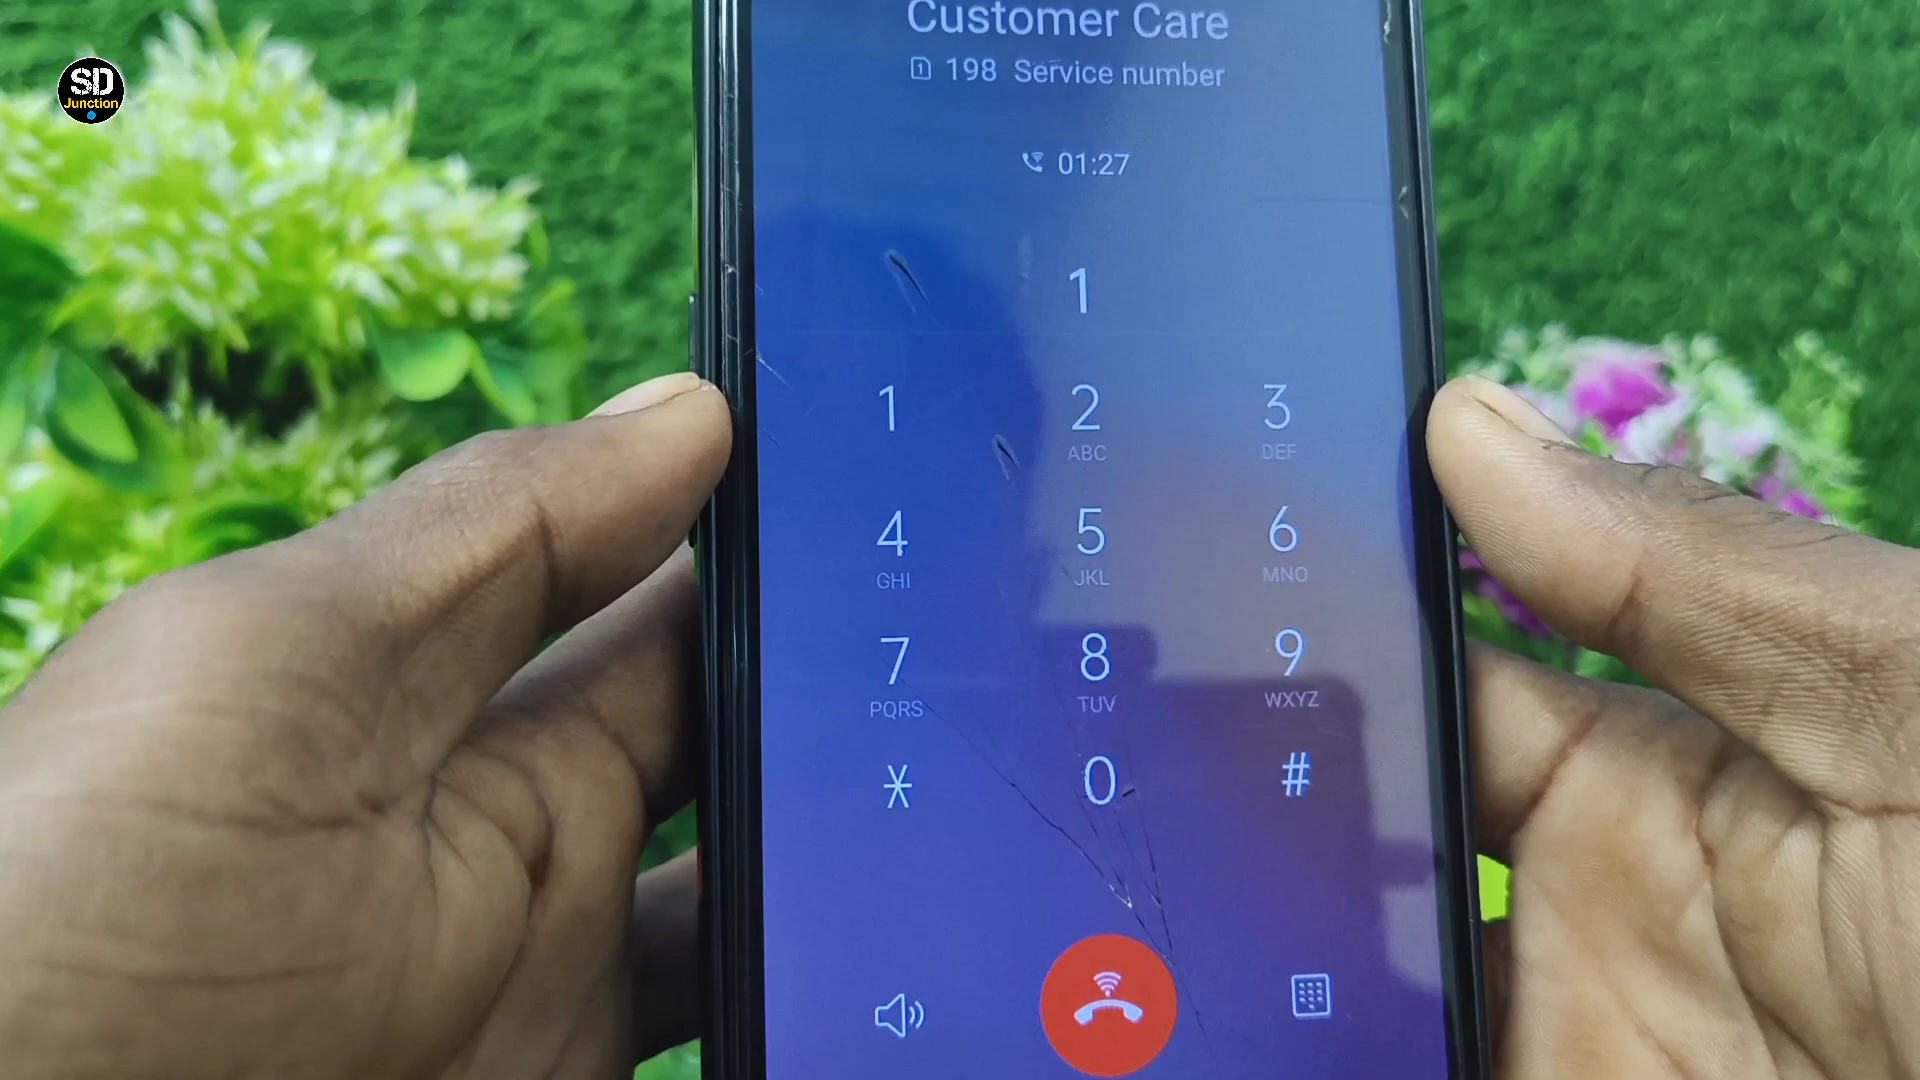 SD
Junction
Customer Care
1 198 Service number
01:27
1
1 2 3
ABC DEF
4 5 6
GHI JKL MNO
7 8 9
PQRS TUV WXYZ
* 0 #